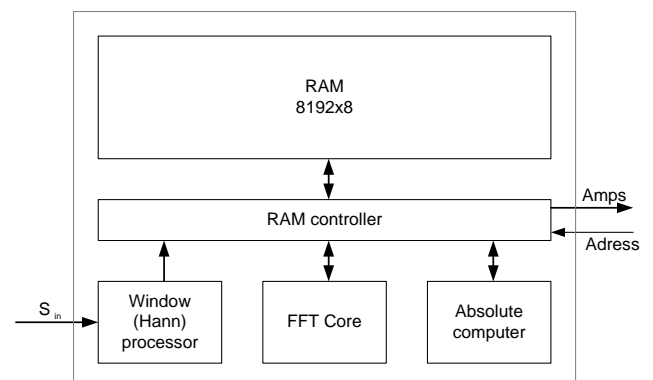 RAM
8192x8
Amps
RAM controller
Adress
S in
Window
(Hann)
processor
FFT Core
Absolute
computer